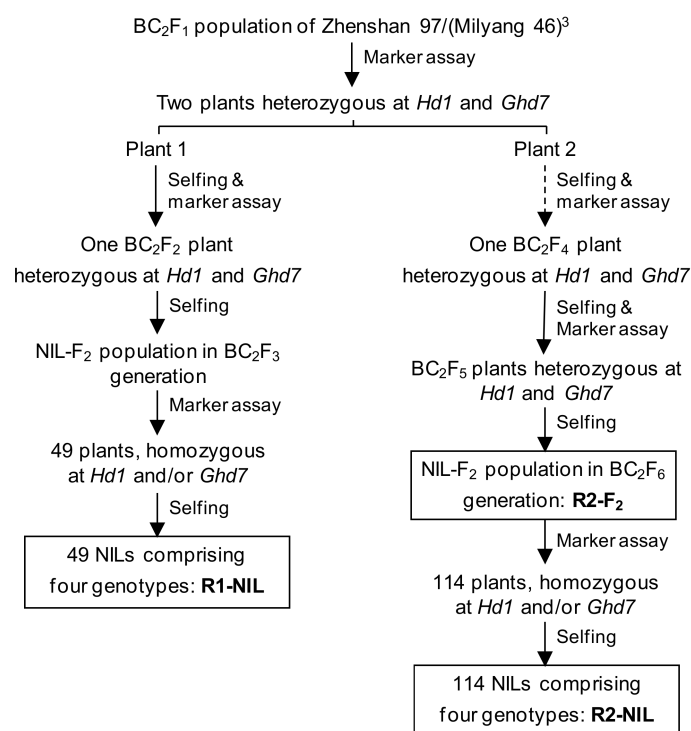 BC₂F₁ population of Zhenshan 97/(Milyang 46)³
Marker assay
Two plants heterozygous at Hd1 and Ghd7
Plant 1
Selfing &
marker assay
One BC₂F₂ plant
heterozygous at Hd1 and Ghd7
Selfing
NIL-F₂ population in BC₂F₃
generation
Marker assay
49 plants, homozygous
at Hd1 and/or Ghd7
Selfing
49 NILs comprising
four genotypes: R1-NIL
Plant 2
Selfing &
marker assay
One BC₂F₄ plant
heterozygous at Hd1 and Ghd7
Selfing &
Marker assay
BC₂F₅ plants heterozygous at
Hd1 and Ghd7
Selfing
NIL-F₂ population in BC₂F₆
generation: R2-F₂
Marker assay
114 plants, homozygous
at Hd1 and/or Ghd7
Selfing
114 NILs comprising
four genotypes: R2-NIL